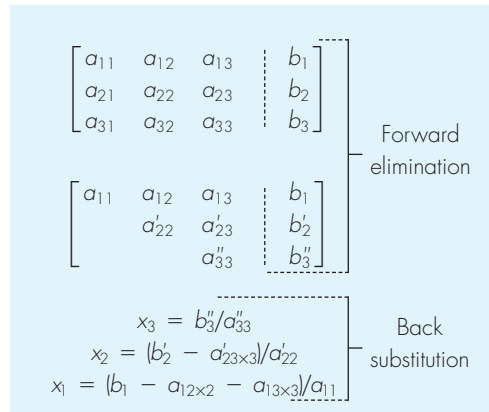 a₁₁ a₁₂ a₁₃ b₁
a₂₁ a₂₂ a₂₃ b₂
a₃₁ a₃₂ a₃₃ b₃
Forward
elimination
a₁₁ a₁₂ a₁₃ b₁
a′₂₂ a′₂₃ b′₂
a″₃₃ b″₃
x₃ = b″₃/a″₃₃
x₂ = (b′₂ − a′₂₃ₓ₃)/a′₂₂
x₁ = (b₁ − a₁₂ₓ₂ − a₁₃ₓ₃)/a₁₁
Back
substitution